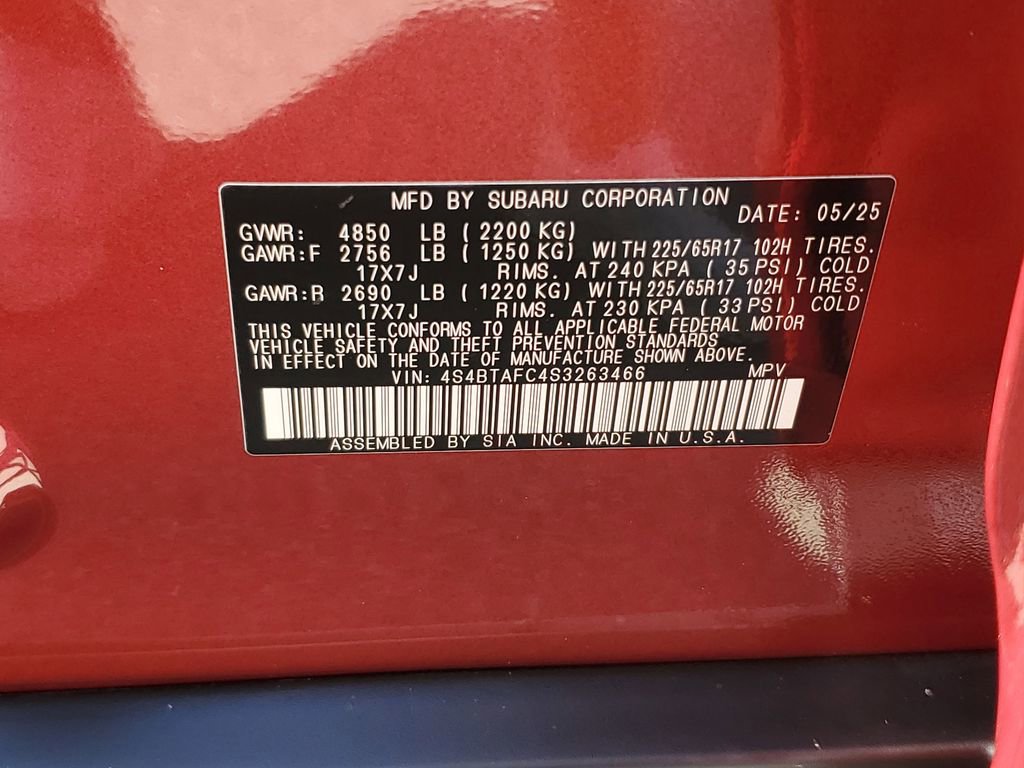 MFD BY SUBARU CORPORATION DATE: 05/25
GVWR: 4850 LB ( 2200 KG)
GAWR:F 2756 LB ( 1250 KG) WITH 225/65R17 102H TIRES.
17X7J RIMS. AT 240 KPA ( 35 PSI) COLD
GAWR:R 2690 LB ( 1220 KG) WITH 225/65R17 102H TIRES.
17X7J RIMS. AT 230 KPA ( 33 PSI) COLD
THIS VEHICLE CONFORMS TO ALL APPLICABLE FEDERAL MOTOR
VEHICLE SAFETY AND THEFT PREVENTION STANDARDS
IN EFFECT ON THE DATE OF MANUFACTURE SHOWN ABOVE.
VIN: 4S4BTAFC4S3263466 MPV
ASSEMBLED BY SIA INC. MADE IN U.S.A.